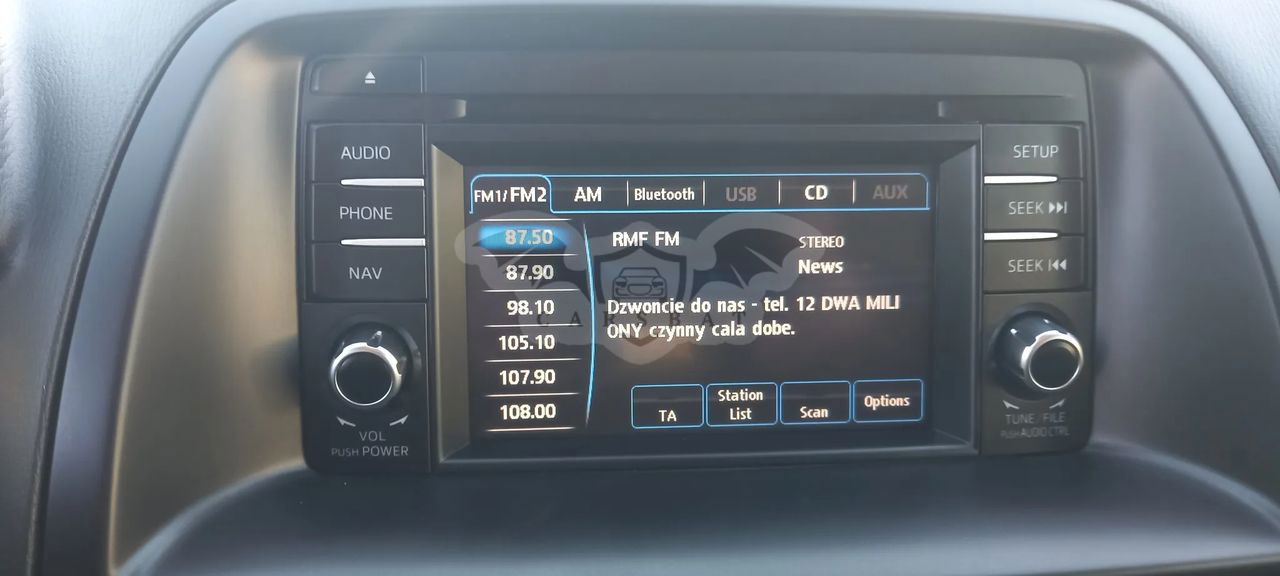 AUDIO
PHONE
NAV
VOL
PUSH POWER
FM1/FM2 AM Bluetooth USB CD AUX
87.50
87.90
98.10
105.10
107.90
108.00
RMF FM
STEREO
News
Dzwoncie do nas - tel. 12 DWA MILI
ONY czynny cala dobe.
CARSBAT
TA
Station
List
Scan
Options
SETUP
SEEK
SEEK
TUNE/FILE
PUSH AUDIO CTRL